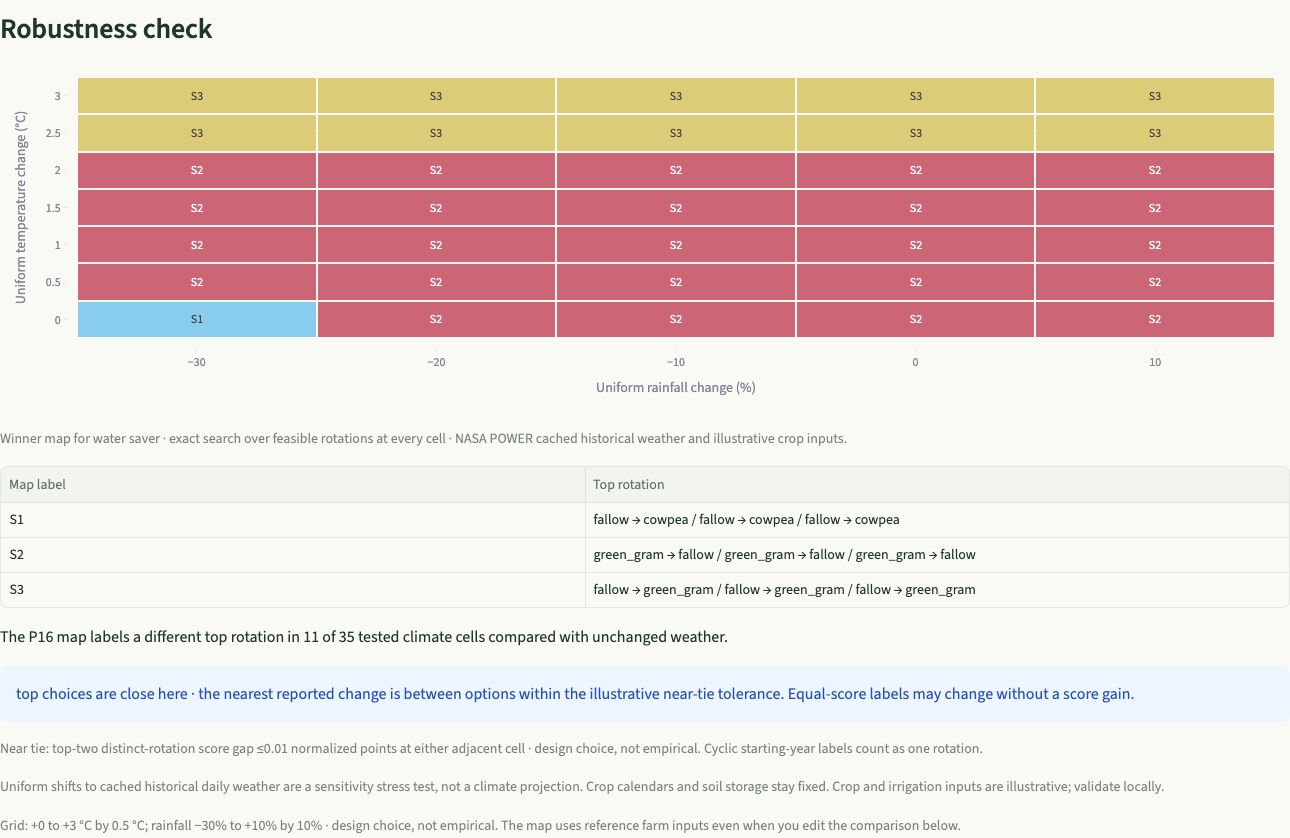 Robustness check
Uniform temperature change (°C)
3 S3 S3 S3 S3 S3
2.5 S3 S3 S3 S3 S3
2 S2 S2 S2 S2 S2
1.5 S2 S2 S2 S2 S2
1 S2 S2 S2 S2 S2
0.5 S2 S2 S2 S2 S2
0 S1 S2 S2 S2 S2
−30 −20 −10 0 10
Uniform rainfall change (%)
Winner map for water saver · exact search over feasible rotations at every cell · NASA POWER cached historical weather and illustrative crop inputs.
Map label Top rotation
S1 fallow → cowpea / fallow → cowpea / fallow → cowpea
S2 green_gram → fallow / green_gram → fallow / green_gram → fallow
S3 fallow → green_gram / fallow → green_gram / fallow → green_gram
The P16 map labels a different top rotation in 11 of 35 tested climate cells compared with unchanged weather.
top choices are close here · the nearest reported change is between options within the illustrative near-tie tolerance. Equal-score labels may change without a score gain.
Near tie: top-two distinct-rotation score gap ≤0.01 normalized points at either adjacent cell · design choice, not empirical. Cyclic starting-year labels count as one rotation.
Uniform shifts to cached historical daily weather are a sensitivity stress test, not a climate projection. Crop calendars and soil storage stay fixed. Crop and irrigation inputs are illustrative; validate locally.
Grid: +0 to +3 °C by 0.5 °C; rainfall −30% to +10% by 10% · design choice, not empirical. The map uses reference farm inputs even when you edit the comparison below.